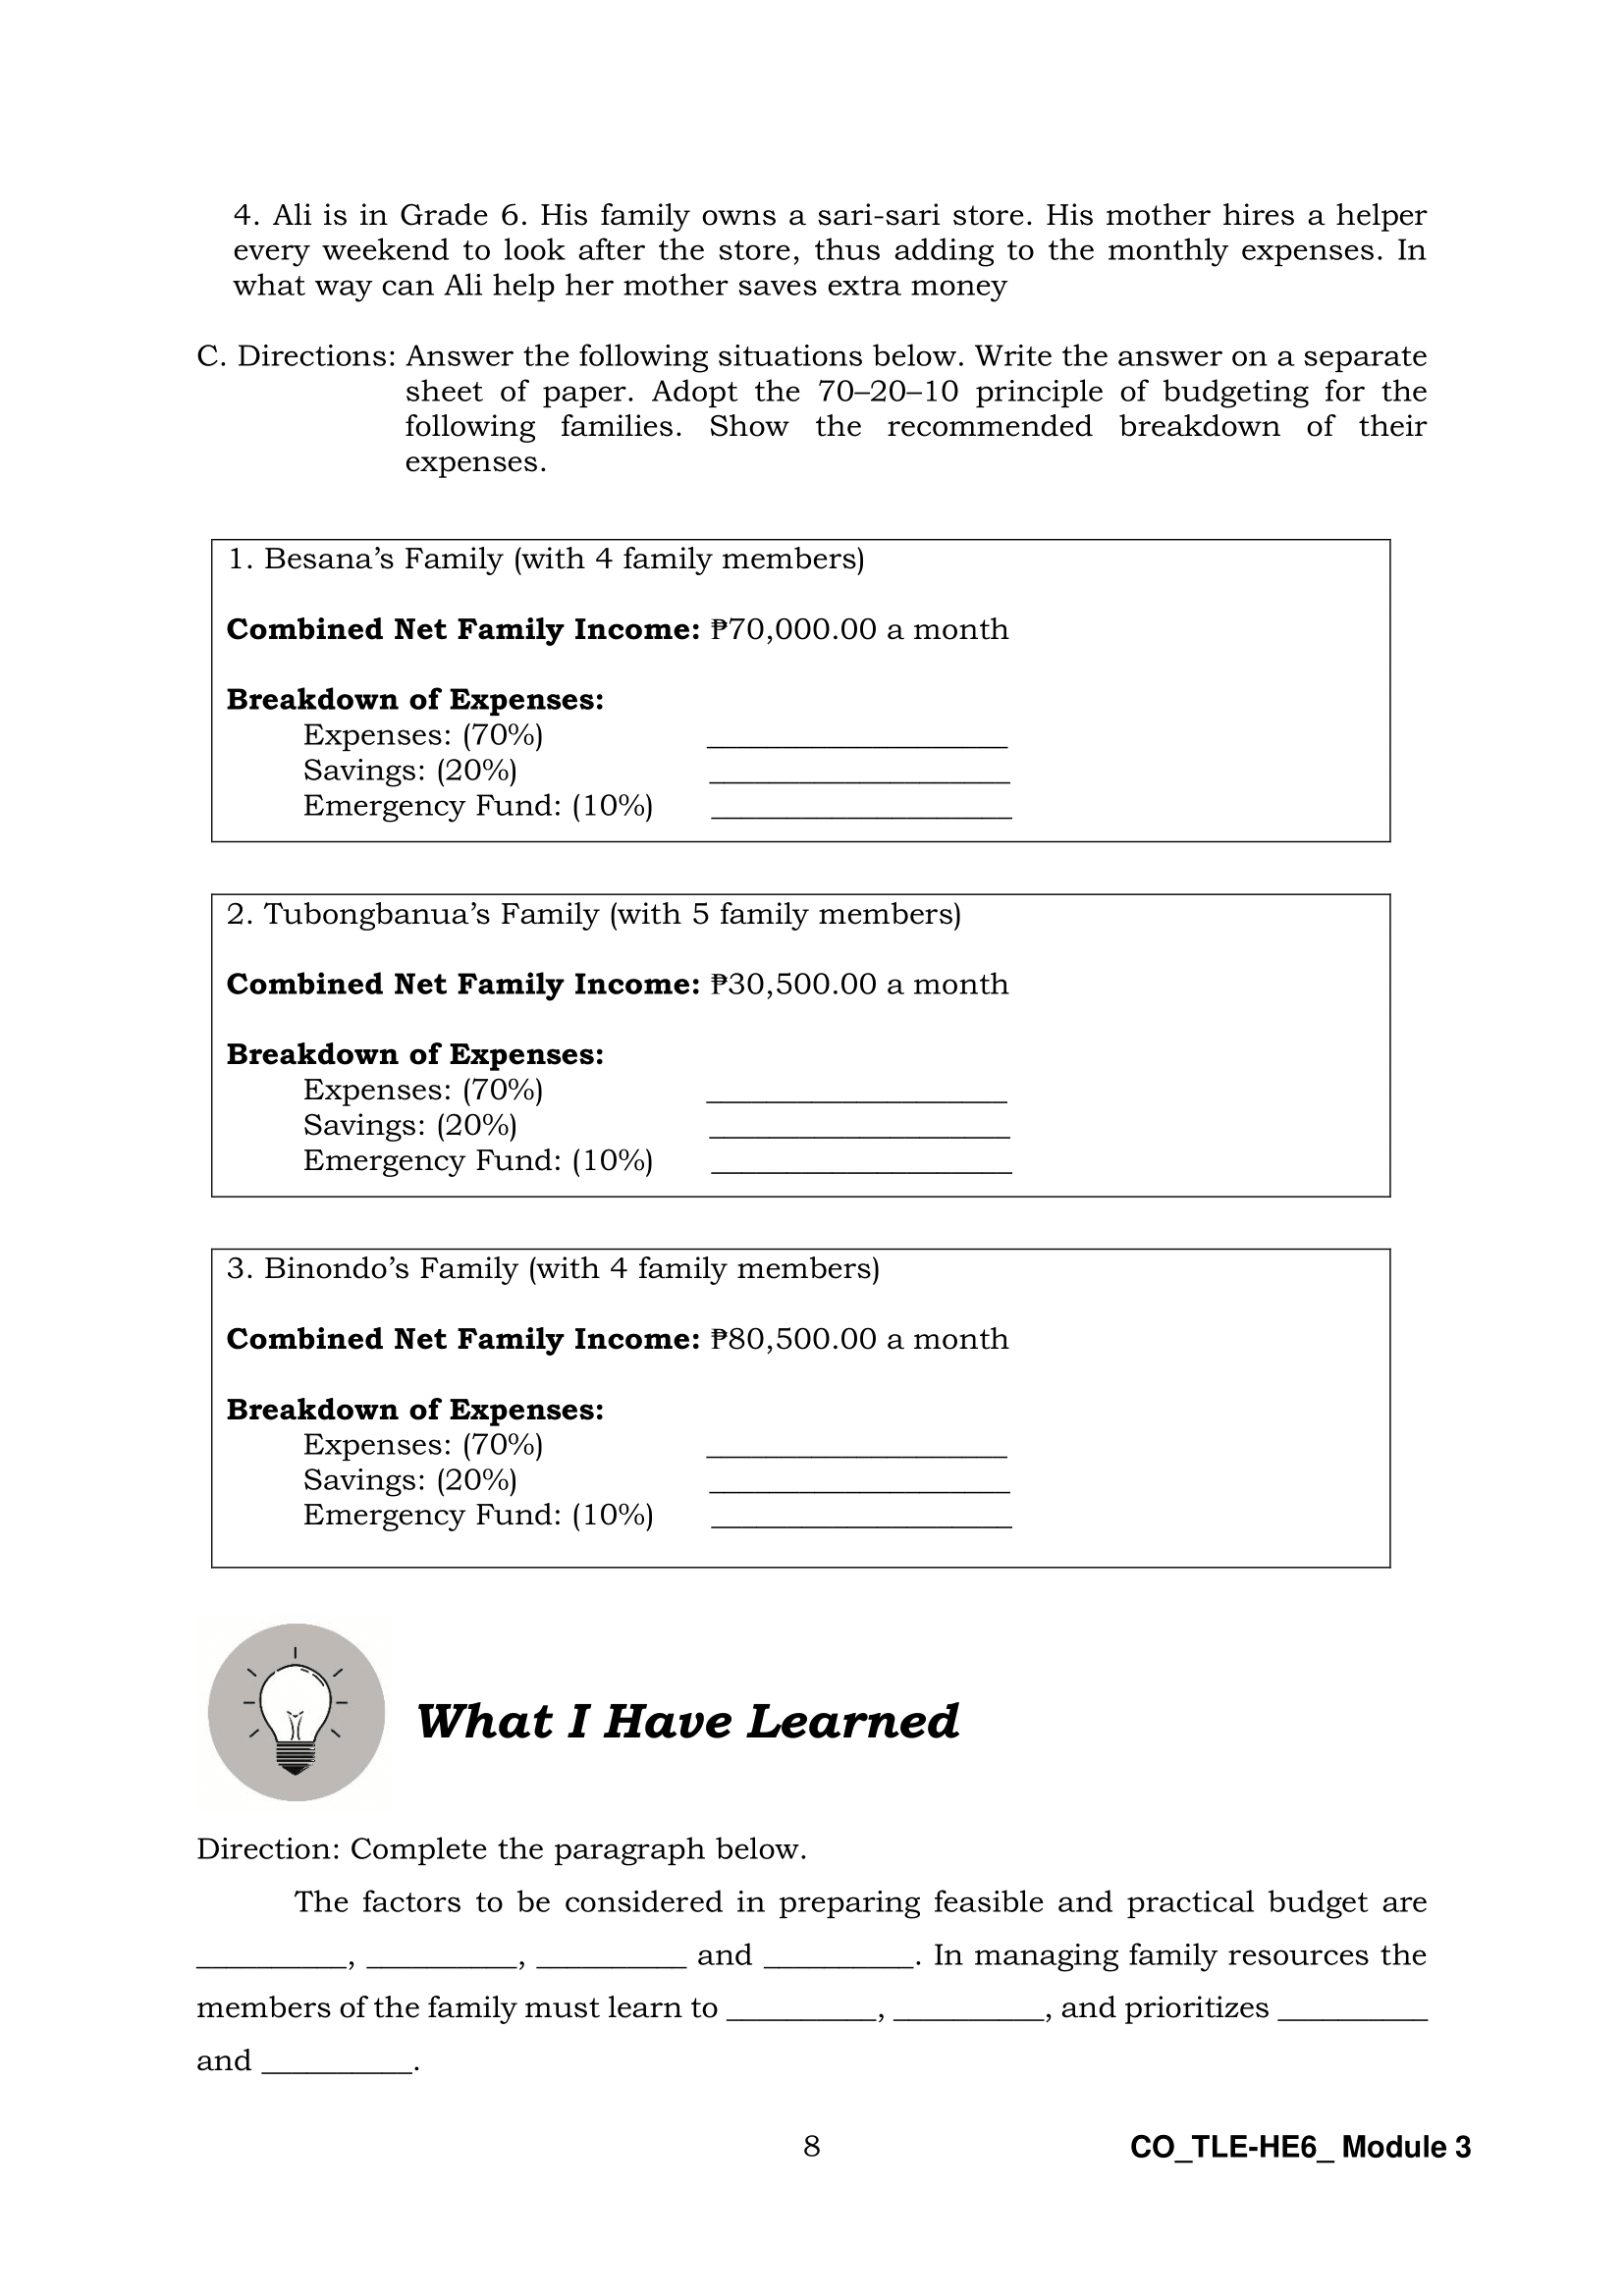 4. Ali is in Grade 6. His family owns a sari-sari store. His mother hires a helper
every weekend to look after the store, thus adding to the monthly expenses. In
what way can Ali help her mother saves extra money
C. Directions: Answer the following situations below. Write the answer on a separate
sheet of paper. Adopt the 70–20–10 principle of budgeting for the
following families. Show the recommended breakdown of their
expenses.
1. Besana’s Family (with 4 family members)
Combined Net Family Income: ₱70,000.00 a month
Breakdown of Expenses:
Expenses: (70%) ____________________
Savings: (20%) ____________________
Emergency Fund: (10%) ____________________
2. Tubongbanua’s Family (with 5 family members)
Combined Net Family Income: ₱30,500.00 a month
Breakdown of Expenses:
Expenses: (70%) ____________________
Savings: (20%) ____________________
Emergency Fund: (10%) ____________________
3. Binondo’s Family (with 4 family members)
Combined Net Family Income: ₱80,500.00 a month
Breakdown of Expenses:
Expenses: (70%) ____________________
Savings: (20%) ____________________
Emergency Fund: (10%) ____________________
What I Have Learned
Direction: Complete the paragraph below.
The factors to be considered in preparing feasible and practical budget are
__________, __________, __________ and __________. In managing family resources the
members of the family must learn to __________, __________, and prioritizes __________
and __________.
8 CO_TLE-HE6_ Module 3